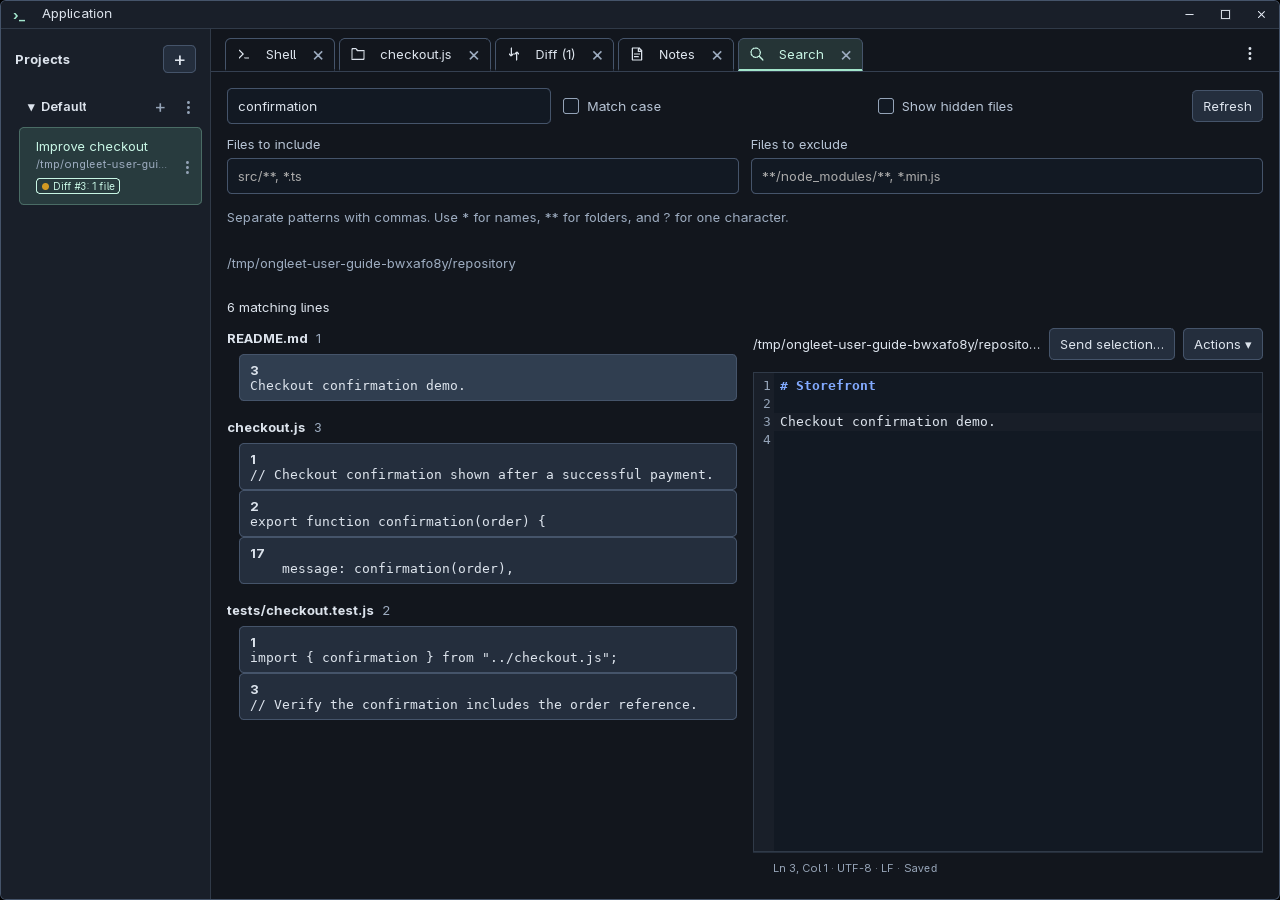 Application
Projects
+
▾ Default
+
Improve checkout
/tmp/ongleet-user-gui…
Diff #3: 1 file
Shell
checkout.js
Diff (1)
Notes
Search
confirmation
Match case
Show hidden files
Refresh
Files to include
Files to exclude
src/**, *.ts
**/node_modules/**, *.min.js
Separate patterns with commas. Use * for names, ** for folders, and ? for one character.
/tmp/ongleet-user-guide-bwxafo8y/repository
6 matching lines
README.md 1
3
Checkout confirmation demo.
checkout.js 3
1
// Checkout confirmation shown after a successful payment.
2
export function confirmation(order) {
17
message: confirmation(order),
tests/checkout.test.js 2
1
import { confirmation } from "../checkout.js";
3
// Verify the confirmation includes the order reference.
/tmp/ongleet-user-guide-bwxafo8y/reposito…
Send selection…
Actions ▾
1 # Storefront
2
3 Checkout confirmation demo.
4
Ln 3, Col 1 · UTF-8 · LF · Saved